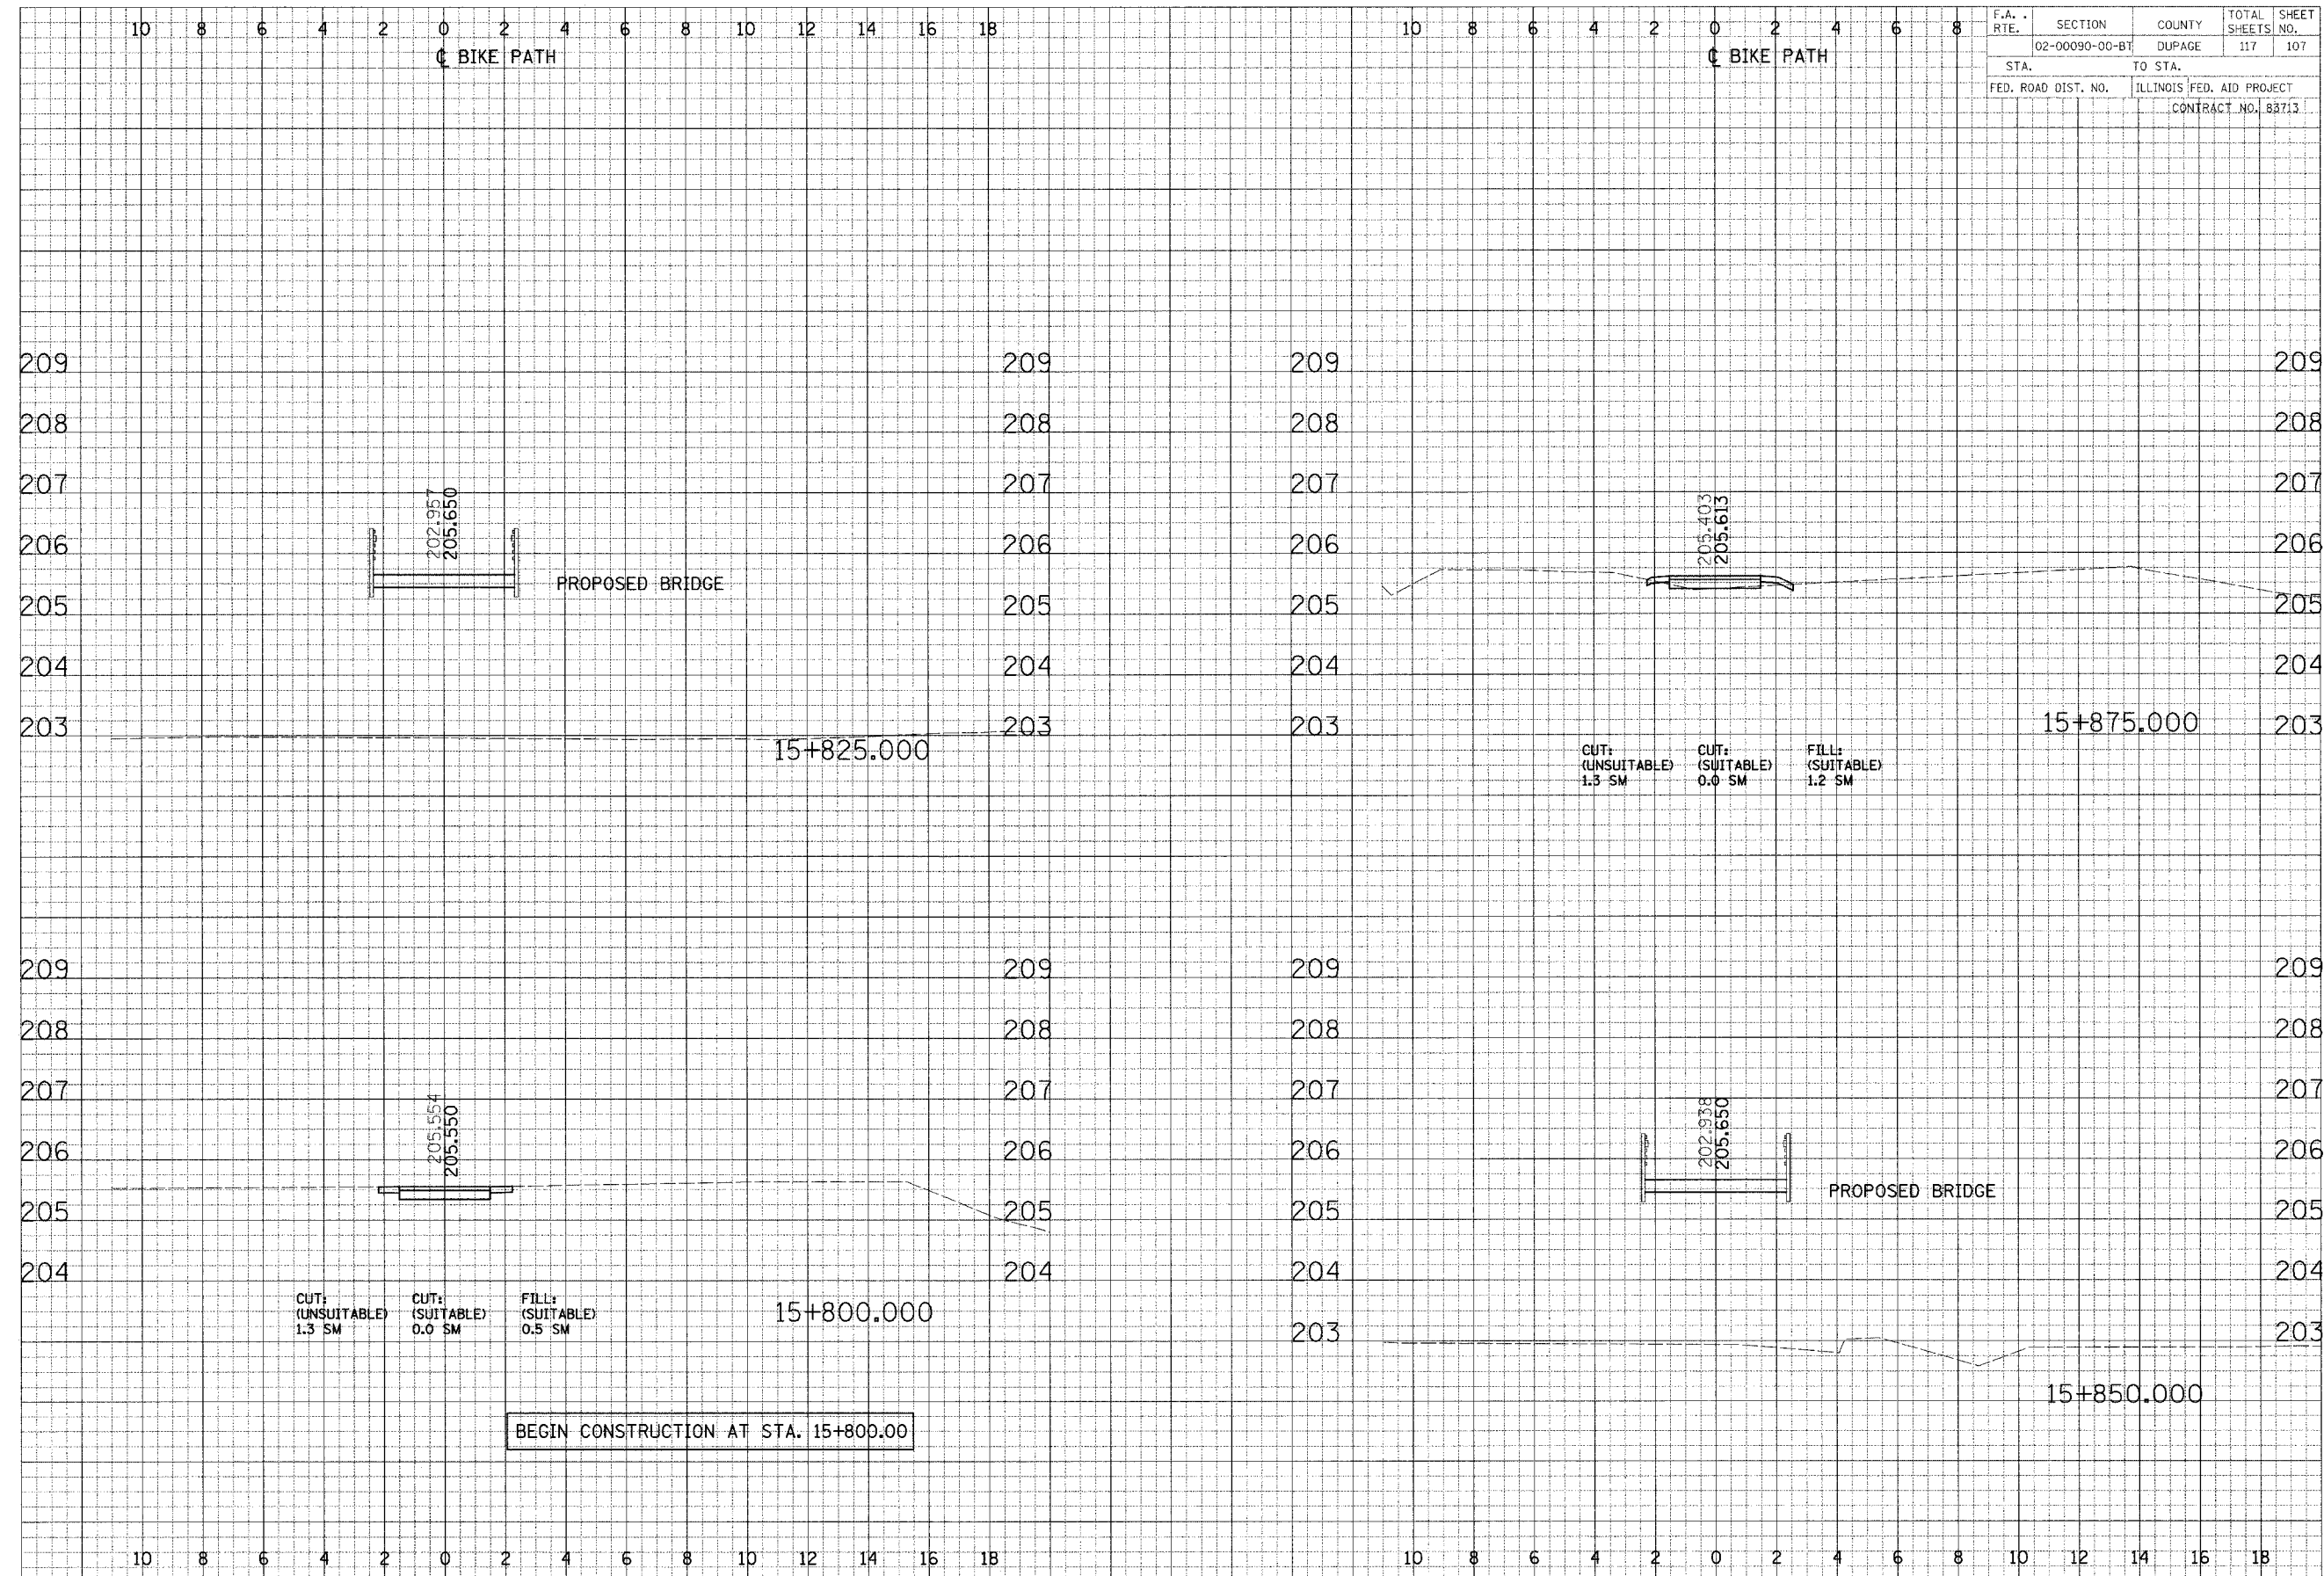 10 8 6 4 2 0 2 4 6 8 10 12 14 16 18
℄ BIKE PATH
209 209
208 208
207 207
202.957
205.650
206 206
PROPOSED BRIDGE
205 205
204 204
203 203
15+825.000
209 209
208 208
207 207
205.554
205.550
206 206
205 205
204 204
CUT: CUT: FILL:
(UNSUITABLE) (SUITABLE) (SUITABLE)
1.3 SM 0.0 SM 0.5 SM
15+800.000
BEGIN CONSTRUCTION AT STA. 15+800.00
10 8 6 4 2 0 2 4 6 8 10 12 14 16 18
10 8 6 4 2 0 2 4 6 8
℄ BIKE PATH
F.A. RTE. SECTION COUNTY TOTAL SHEETS SHEET NO.
02-00090-00-BT DUPAGE 117 107
STA. TO STA.
FED. ROAD DIST. NO. ILLINOIS FED. AID PROJECT
CONTRACT NO. 83713
209 209
208 208
207 207
205.403
205.613
206 206
205 205
204 204
203 203
15+875.000
CUT: CUT: FILL:
(UNSUITABLE) (SUITABLE) (SUITABLE)
1.3 SM 0.0 SM 1.2 SM
209 209
208 208
207 207
202.938
205.650
206 206
PROPOSED BRIDGE
205 205
204 204
203 203
15+850.000
10 8 6 4 2 0 2 4 6 8 10 12 14 16 18